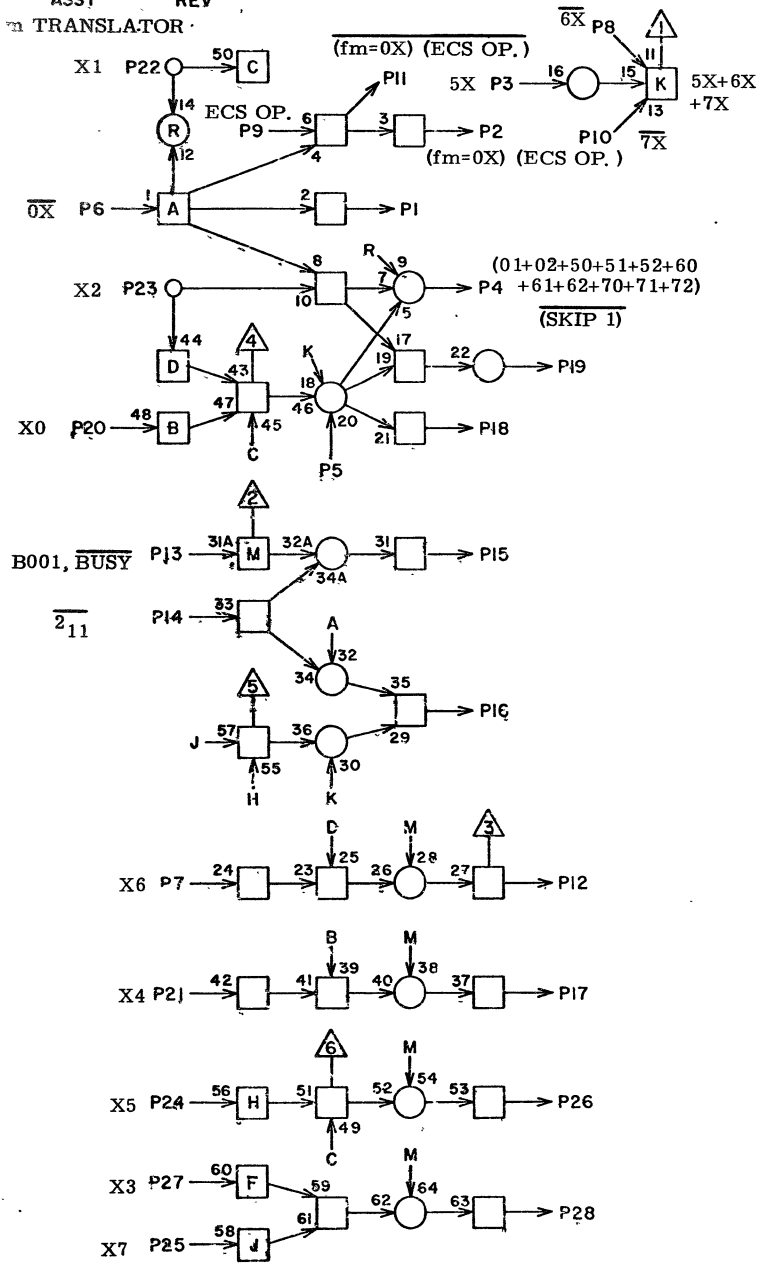 ASST REV
m TRANSLATOR
6X P8 1
11
X1 P22 50 C (fm=0X) (ECS OP.)
P11 5X P3 16 15 K 5X+6X
+7X
13
P10 7X
14 ECS OP.
R P9 6 3 P2
12 4 (fm=0X) (ECS OP.)
0X P6 1 A 2 P1
R 9 (01+02+50+51+52+60
8 7 P4 +61+62+70+71+72)
X2 P23 10 5 (SKIP 1)
44 4 17
D K 19 22 P19
43 18
47 46 20
X0 P20 48 B 45 21 P18
C
P5
2
B001, BUSY P13 31A M 32A 31 P15
34A
2₁₁ P14 33 A
32
34 35
5 P16
J 57 36 29
55 30
H K
D M 3
25 28
X6 P7 24 23 26 27 P12
B M
39 38
X4 P21 42 41 40 37 P17
6 M
54
X5 P24 56 H 51 52 53 P26
49
C M
X3 P27 60 F 59 64
61 62 63 P28
X7 P25 58 J